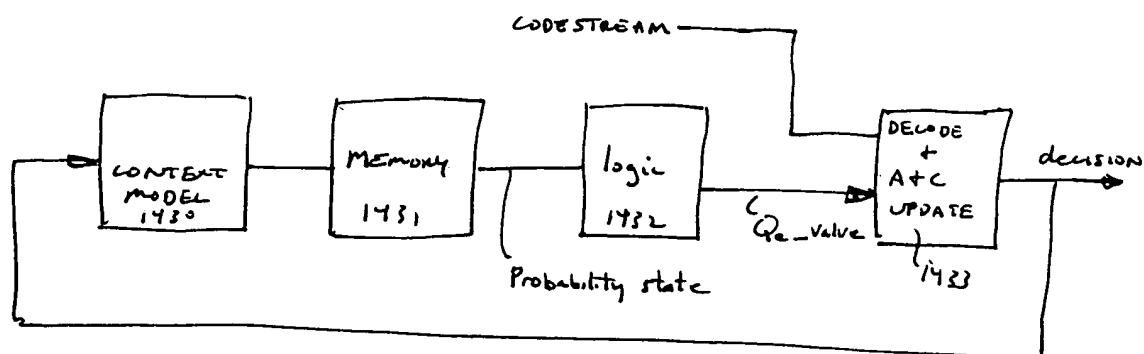 CODESTREAM
CONTEXT
MODEL
1430
MEMORY
1431
logic
1432
DECODE
+
A+C
UPDATE
decision
Qe_value
1433
Probability state